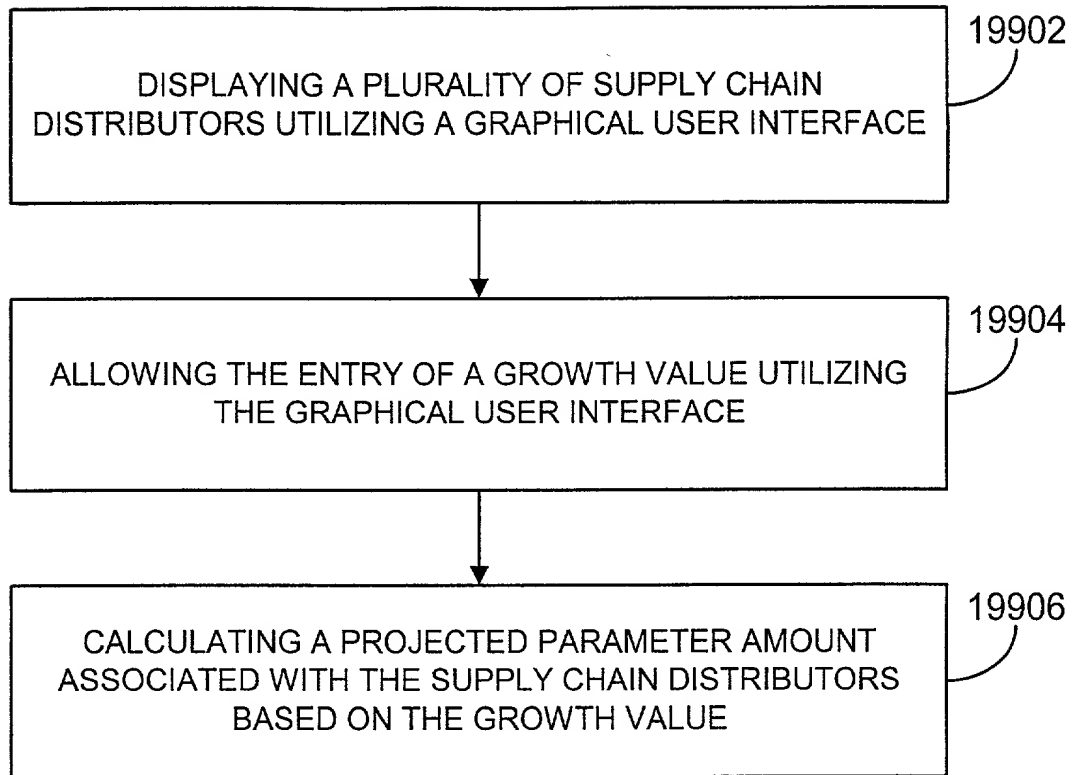 19902
DISPLAYING A PLURALITY OF SUPPLY CHAIN
DISTRIBUTORS UTILIZING A GRAPHICAL USER INTERFACE
19904
ALLOWING THE ENTRY OF A GROWTH VALUE UTILIZING
THE GRAPHICAL USER INTERFACE
19906
CALCULATING A PROJECTED PARAMETER AMOUNT
ASSOCIATED WITH THE SUPPLY CHAIN DISTRIBUTORS
BASED ON THE GROWTH VALUE